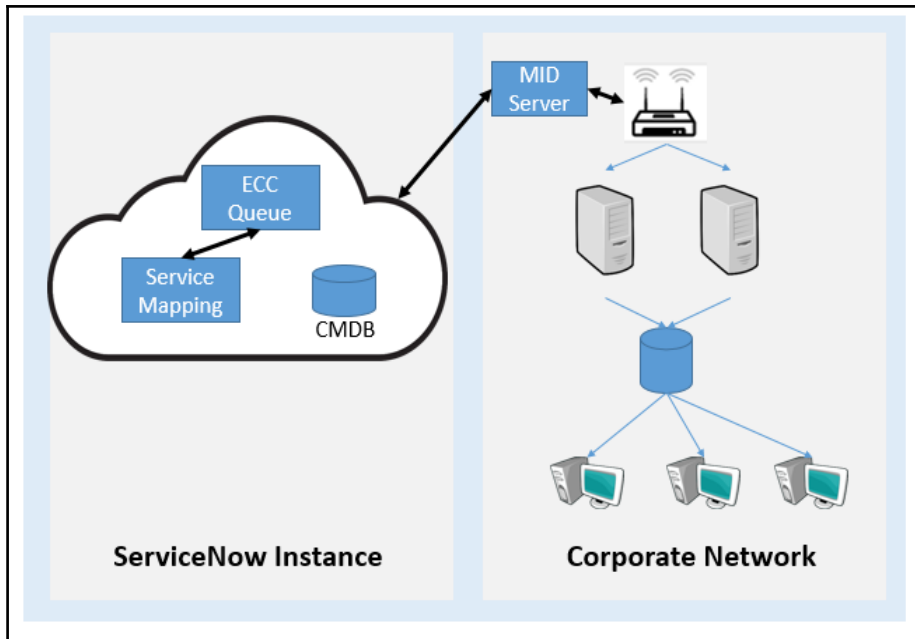 MID
Server
ECC
Queue
Service
Mapping
CMDB
ServiceNow Instance
Corporate Network